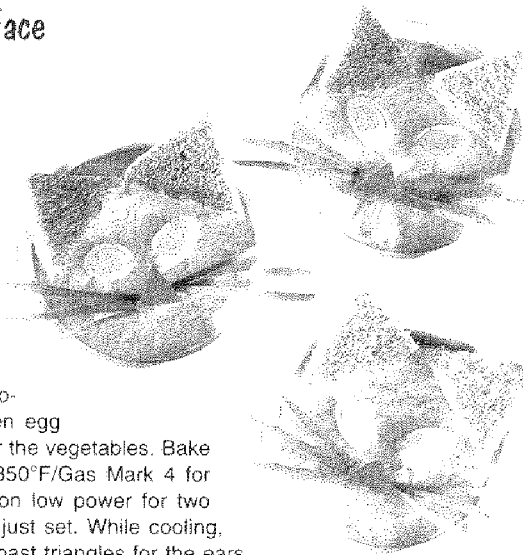 ace
o-
en egg
r the vegetables. Bake
350°F/Gas Mark 4 for
on low power for two
just set. While cooling,
oast triangles for the ears